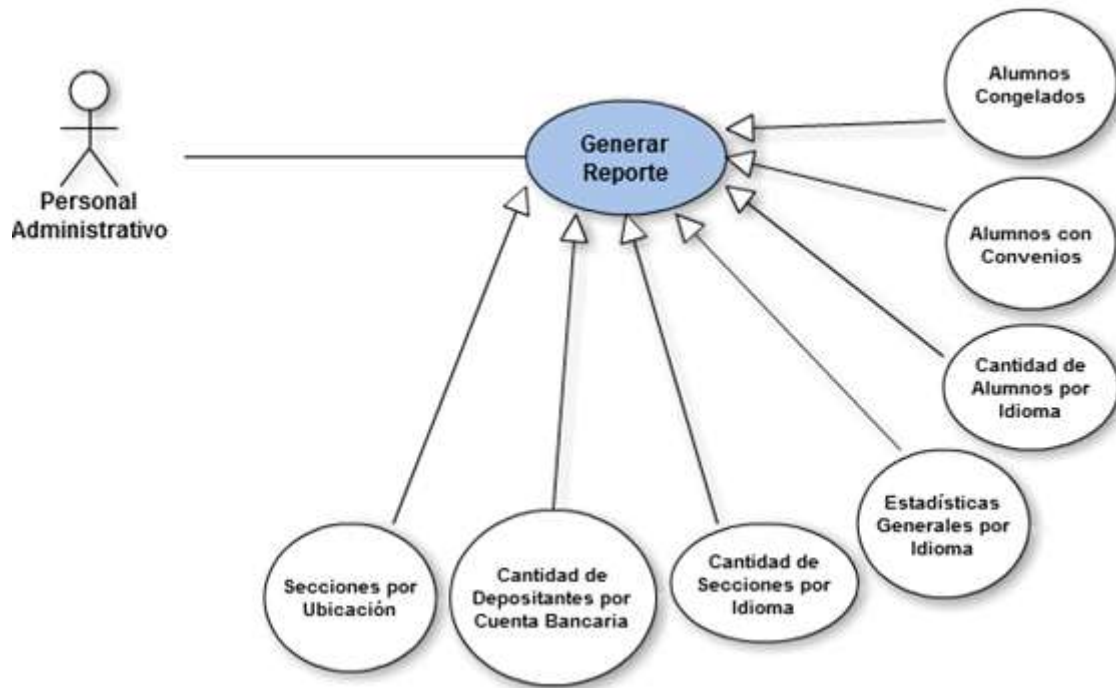 Personal
Administrativo
Generar
Reporte
Alumnos
Congelados
Alumnos con
Convenios
Cantidad de
Alumnos por
Idioma
Estadísticas
Generales por
Idioma
Cantidad de
Secciones por
Idioma
Cantidad de
Depositantes por
Cuenta Bancaria
Secciones por
Ubicación